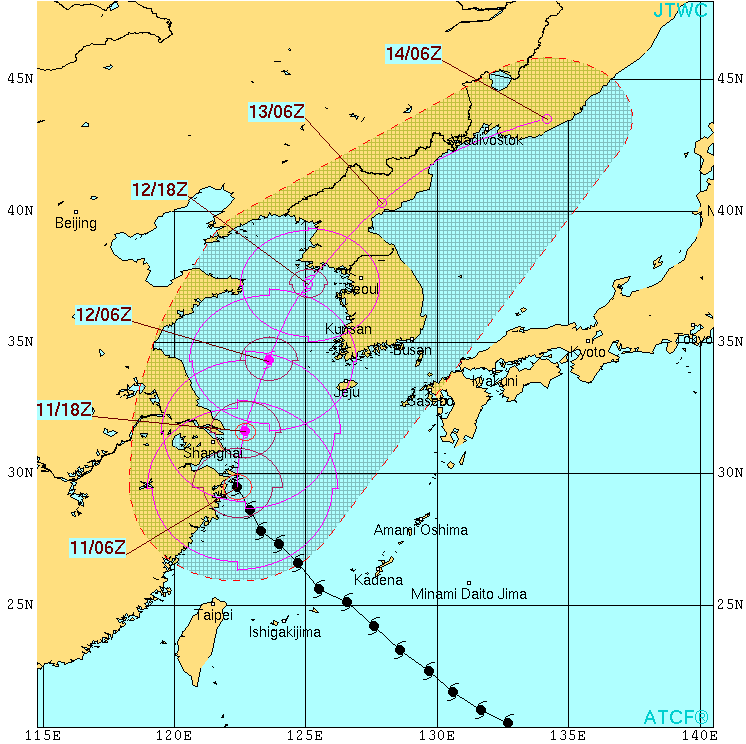 JTWC
14/06Z
45N
45N
13/06Z
Vladivostok
12/18Z
40N
40N
N
Beijing
Seoul
12/06Z
Kunsan
35N
35N
Busan
Kyoto
Tokyo
Iwakuni
Jeju
Sasebo
11/18Z
Shanghai
30N
30N
11/06Z
Amami Oshima
Kadena
Minami Daito Jima
25N
25N
Taipei
Ishigakijima
ATCF®
115E
120E
125E
130E
135E
140E